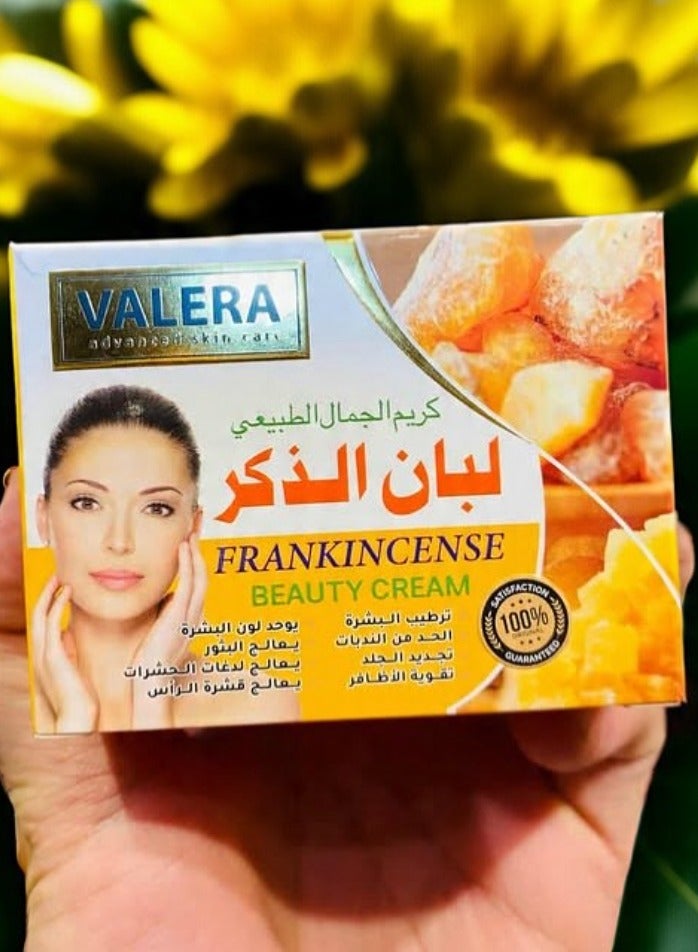 VALERA
advanced skin care
كريم الجمال الطبيعي
لبان الذكر
FRANKINCENSE
BEAUTY CREAM
ترطيب البشرة
الحد من الندبات
تجديد الجلد
تقوية الأظافر
يوحد لون البشرة
يعالج البثور
يعالج لدغات الحشرات
يعالج قشرة الرأس
SATISFACTION
100%
ORIGINAL
GUARANTEED